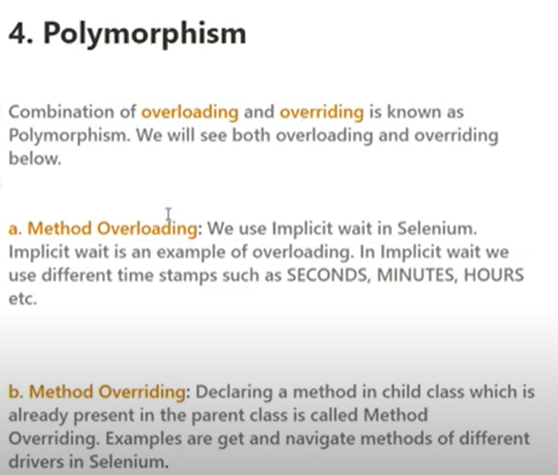 4. Polymorphism
Combination of overloading and overriding is known as
Polymorphism. We will see both overloading and overriding
below.
a. Method Overloading: We use Implicit wait in Selenium.
Implicit wait is an example of overloading. In Implicit wait we
use different time stamps such as SECONDS, MINUTES, HOURS
etc.
b. Method Overriding: Declaring a method in child class which is
already present in the parent class is called Method
Overriding. Examples are get and navigate methods of different
drivers in Selenium.